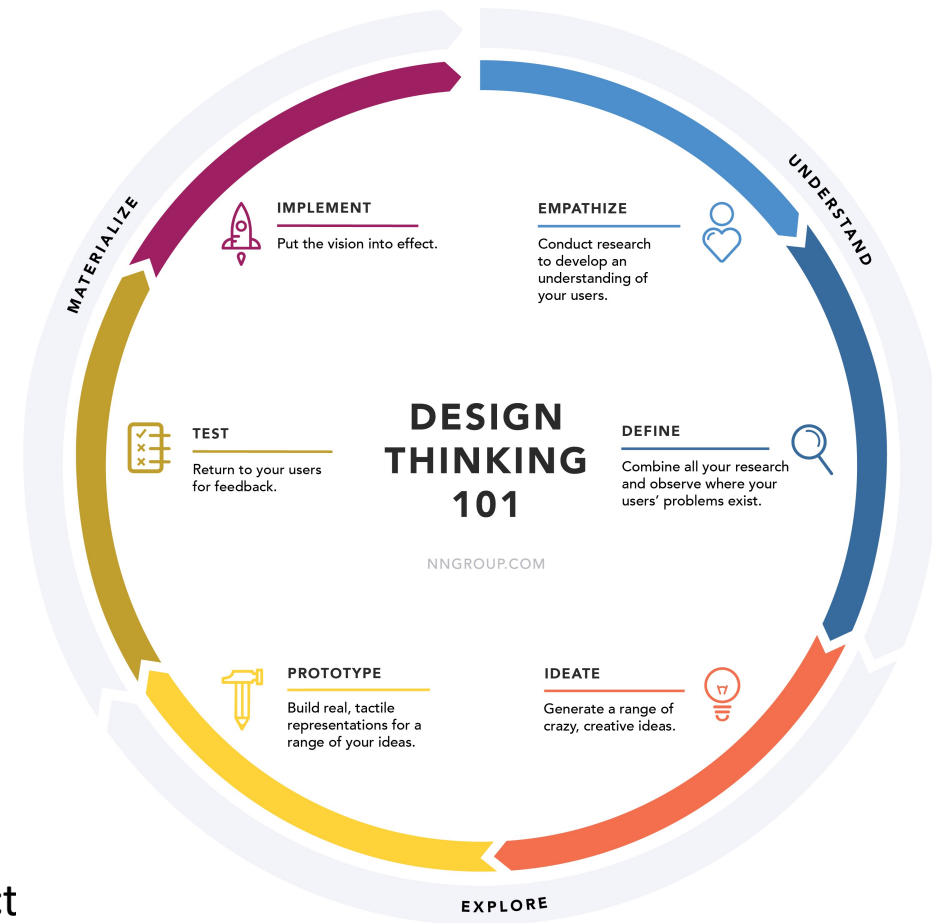 MATERIALIZE
UNDERSTAND
IMPLEMENT
Put the vision into effect.
EMPATHIZE
Conduct research
to develop an
understanding of
your users.
DESIGN
THINKING
101
NNGROUP.COM
TEST
Return to your users
for feedback.
DEFINE
Combine all your research
and observe where your
users’ problems exist.
PROTOTYPE
Build real, tactile
representations for a
range of your ideas.
IDEATE
Generate a range of
crazy, creative ideas.
EXPLORE